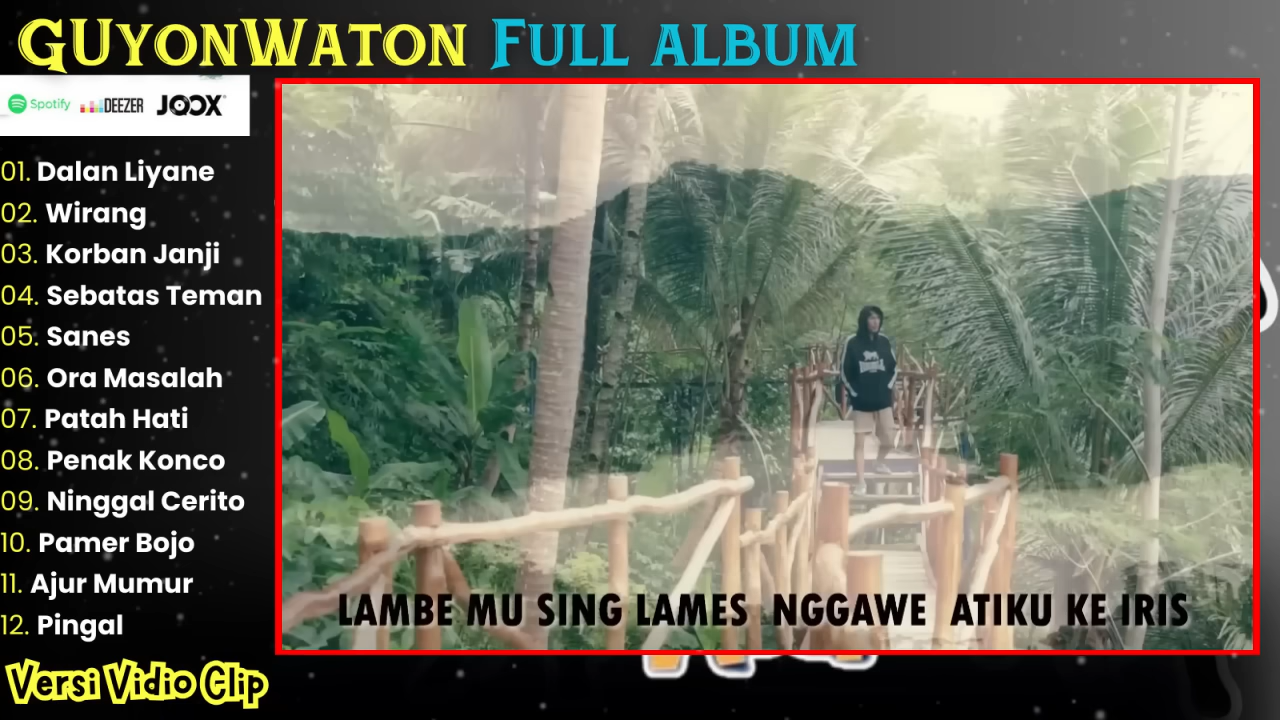 GUYONWATON FULL ALBUM
Spotify DEEZER JOOX
01. Dalan Liyane
02. Wirang
03. Korban Janji
04. Sebatas Teman
05. Sanes
06. Ora Masalah
07. Patah Hati
08. Penak Konco
09. Ninggal Cerito
10. Pamer Bojo
11. Ajur Mumur
12. Pingal
Versi Vidio Clip
LAMBE MU SING LAMES NGGAWE ATIKU KE IRIS